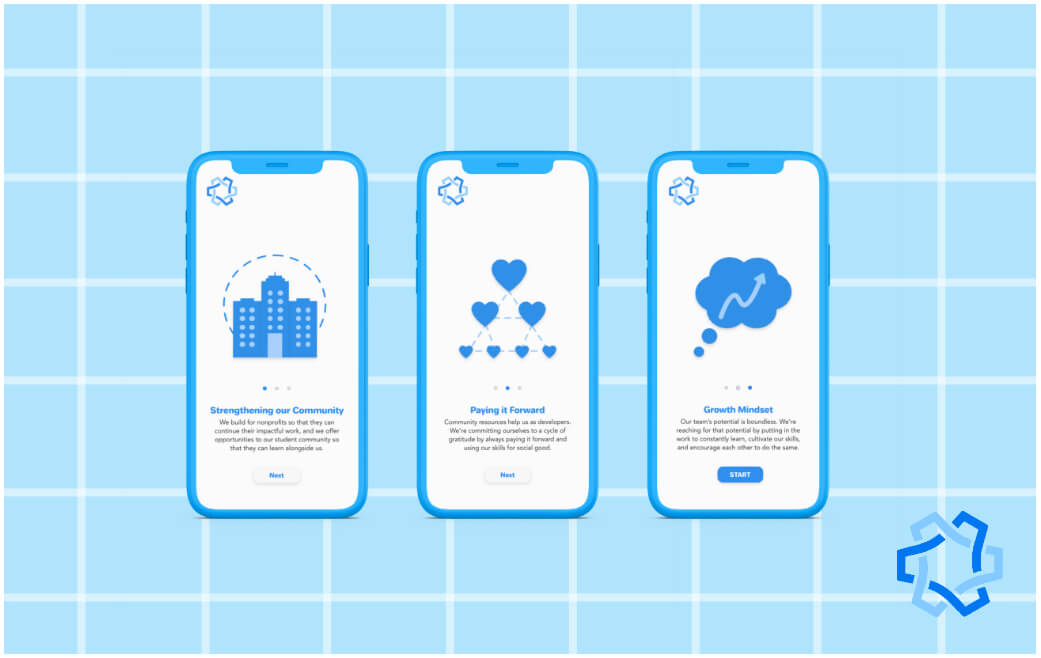 Strengthening our Community
We build for nonprofits so that they can
continue their impactful work, and we offer
opportunities to our student community so
that they can learn alongside us.
Next
Paying it Forward
Community resources help us as developers.
We're committing ourselves to a cycle of
gratitude by always paying it forward and
using our skills for social good.
Next
Growth Mindset
Our team's potential is boundless. We're
reaching for that potential by putting in the
work to constantly learn, cultivate our skills,
and encourage each other to do the same.
START